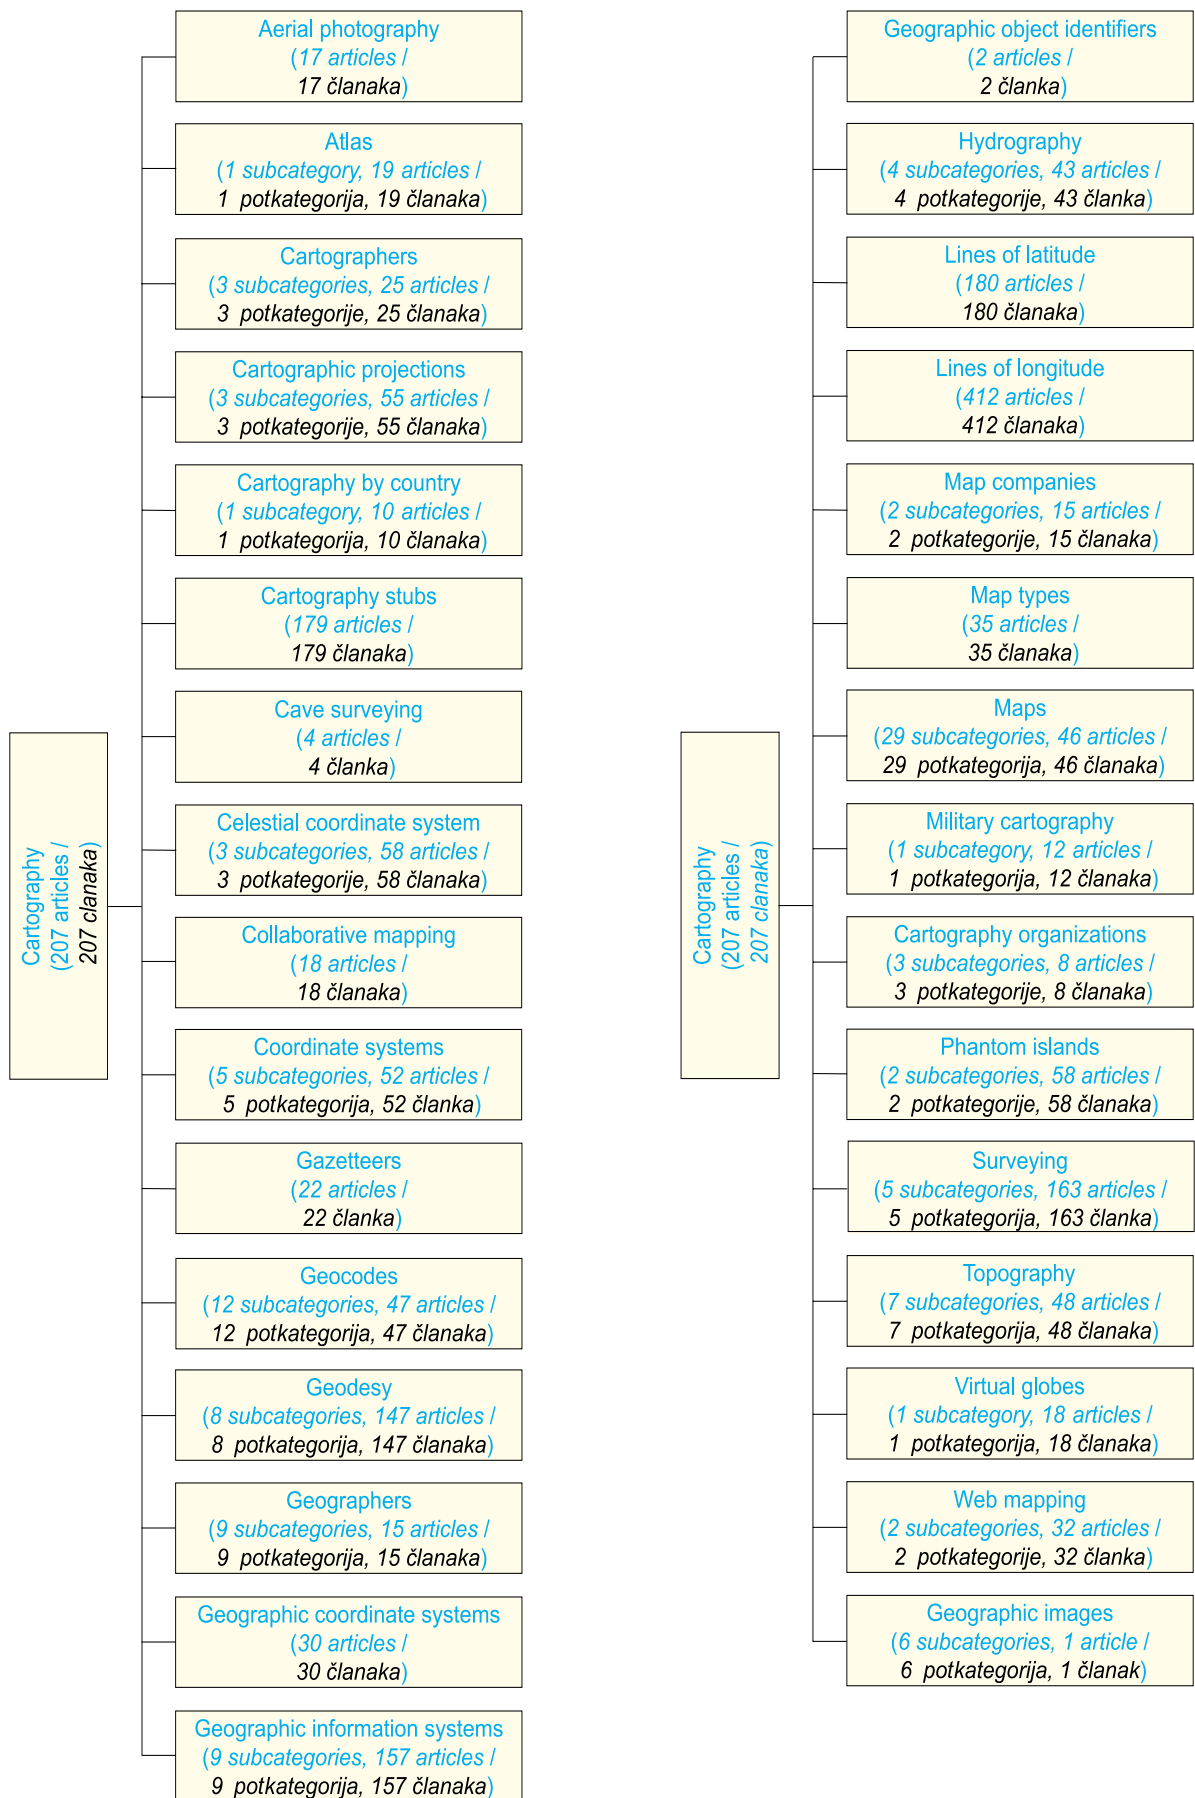 Cartography
(207 articles /
207 clanaka)
Aerial photography
(17 articles /
17 članaka)
Atlas
(1 subcategory, 19 articles /
1 potkategorija, 19 članaka)
Cartographers
(3 subcategories, 25 articles /
3 potkategorije, 25 članaka)
Cartographic projections
(3 subcategories, 55 articles /
3 potkategorije, 55 članaka)
Cartography by country
(1 subcategory, 10 articles /
1 potkategorija, 10 članaka)
Cartography stubs
(179 articles /
179 članaka)
Cave surveying
(4 articles /
4 članka)
Celestial coordinate system
(3 subcategories, 58 articles /
3 potkategorije, 58 članaka)
Collaborative mapping
(18 articles /
18 članaka)
Coordinate systems
(5 subcategories, 52 articles /
5 potkategorija, 52 članka)
Gazetteers
(22 articles /
22 članka)
Geocodes
(12 subcategories, 47 articles /
12 potkategorija, 47 članaka)
Geodesy
(8 subcategories, 147 articles /
8 potkategorija, 147 članaka)
Geographers
(9 subcategories, 15 articles /
9 potkategorija, 15 članaka)
Geographic coordinate systems
(30 articles /
30 članaka)
Geographic information systems
(9 subcategories, 157 articles /
9 potkategorija, 157 članaka)
Cartography
(207 articles /
207 clanaka)
Geographic object identifiers
(2 articles /
2 članka)
Hydrography
(4 subcategories, 43 articles /
4 potkategorije, 43 članka)
Lines of latitude
(180 articles /
180 članaka)
Lines of longitude
(412 articles /
412 članaka)
Map companies
(2 subcategories, 15 articles /
2 potkategorije, 15 članaka)
Map types
(35 articles /
35 članaka)
Maps
(29 subcategories, 46 articles /
29 potkategorija, 46 članaka)
Military cartography
(1 subcategory, 12 articles /
1 potkategorija, 12 članaka)
Cartography organizations
(3 subcategories, 8 articles /
3 potkategorije, 8 članaka)
Phantom islands
(2 subcategories, 58 articles /
2 potkategorije, 58 članaka)
Surveying
(5 subcategories, 163 articles /
5 potkategorija, 163 članka)
Topography
(7 subcategories, 48 articles /
7 potkategorija, 48 članaka)
Virtual globes
(1 subcategory, 18 articles /
1 potkategorija, 18 članaka)
Web mapping
(2 subcategories, 32 articles /
2 potkategorije, 32 članka)
Geographic images
(6 subcategories, 1 article /
6 potkategorija, 1 članak)